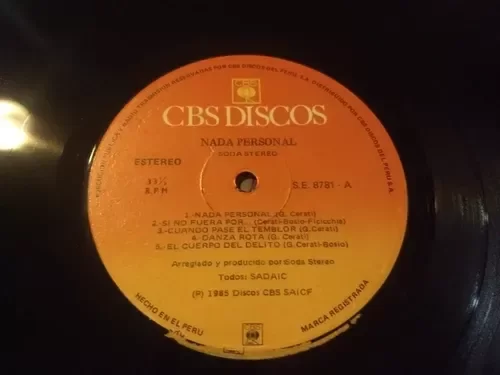 CBS DISCOS
NADA PERSONAL
SODA STEREO
ESTEREO
33⅓
R.P.M
S.E. 8781 - A
1.-NADA PERSONAL (G. Cerati)
2.-SI NO FUERA POR.. (Cerati-Bosio-Ficicchia)
3.-CUANDO PASE EL TEMBLOR (G. Cerati)
4.-DANZA ROTA (G. Cerati)
5.-EL CUERPO DEL DELITO (G. Cerati-Bosio)
Arreglado y producido por:Soda Stereo
Todos: SADAIC
(P) 1985 Discos CBS SAICF
HECHO EN EL PERU
MARCA REGISTRADA